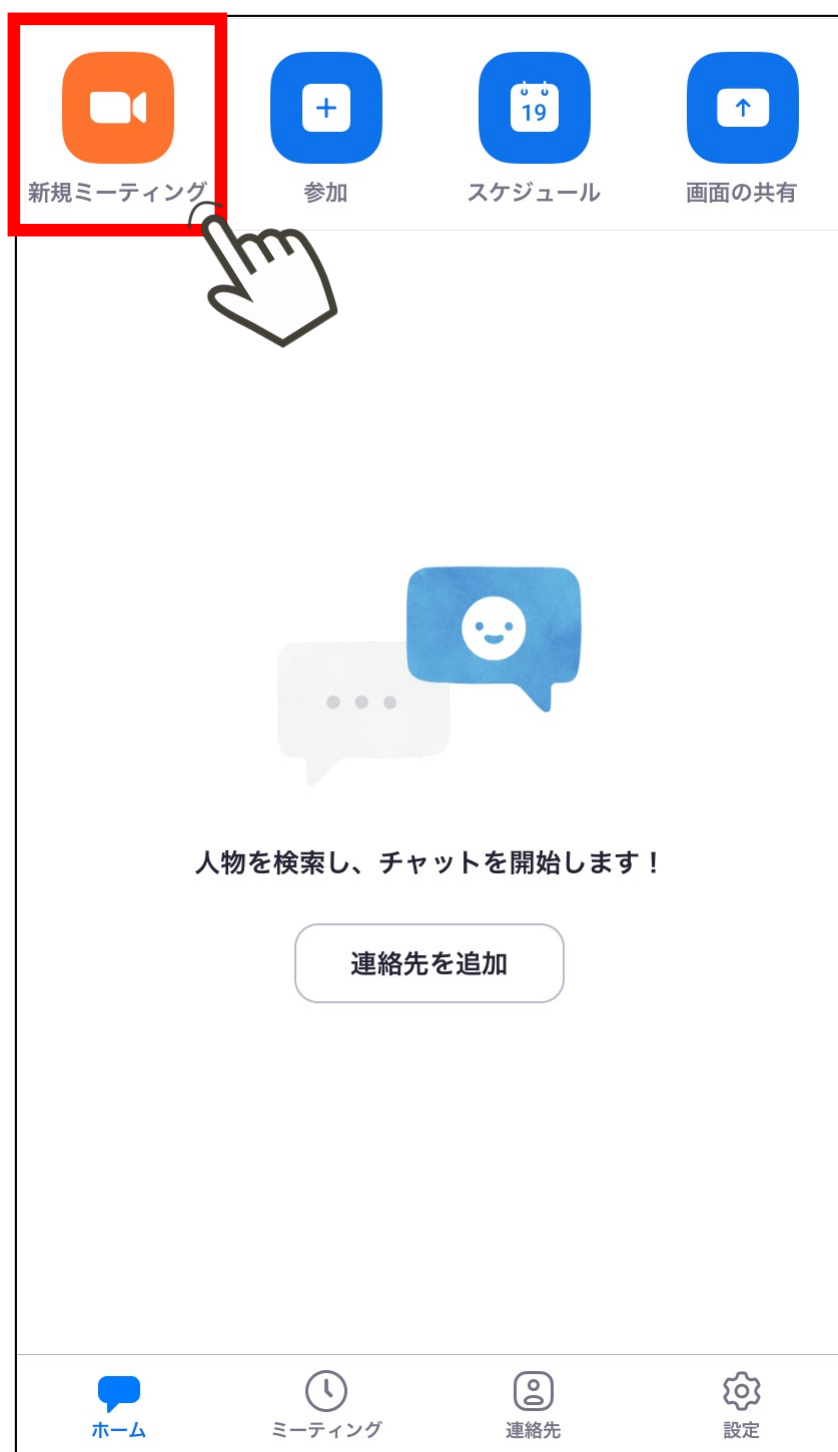 19
新規ミーティング
参加
スケジュール
画面の共有
人物を検索し、チャットを開始します！
連絡先を追加
ホーム
ミーティング
連絡先
設定